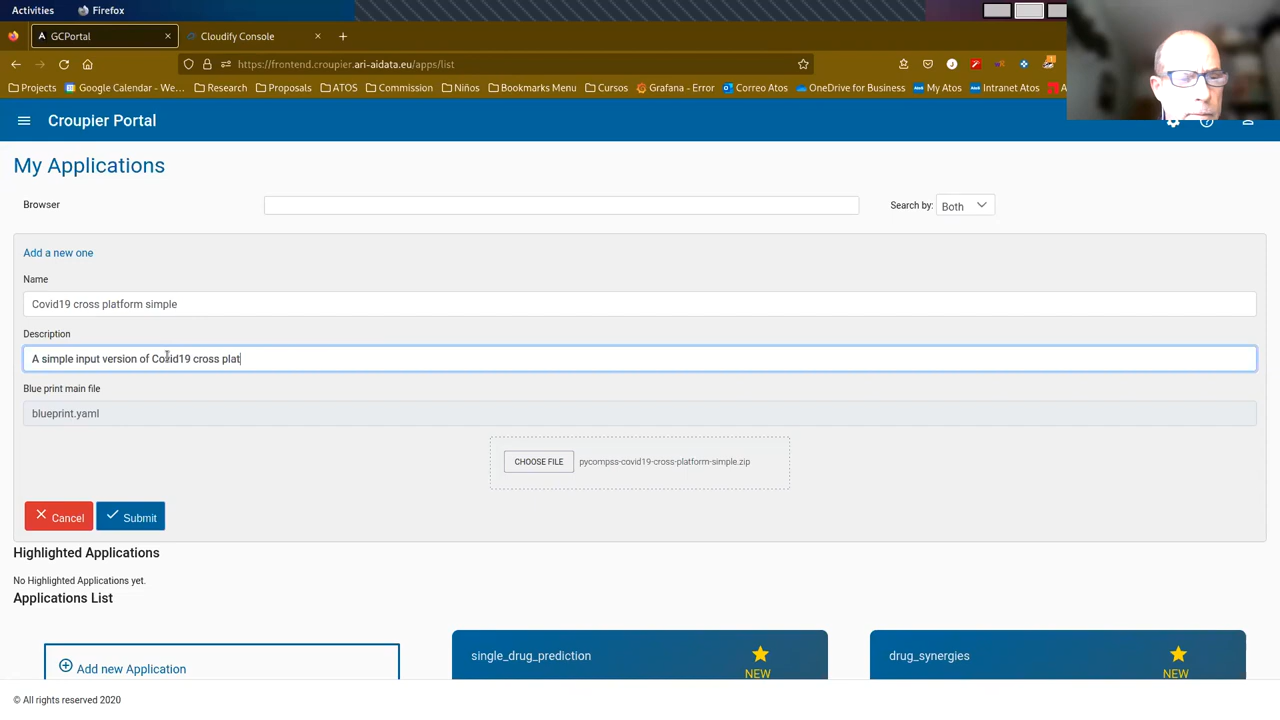 Activities
Firefox
GCPortal
Cloudify Console
https://frontend.croupier.ari-aidata.eu/apps/list
Projects
Google Calendar - We…
Research
Proposals
ATOS
Commission
Niños
Bookmarks Menu
Cursos
Grafana - Error
Correo Atos
OneDrive for Business
My Atos
Intranet Atos
Croupier Portal
My Applications
Browser
Search by:
Both
Add a new one
Name
Covid19 cross platform simple
Description
A simple input version of Covid19 cross plat
Blue print main file
blueprint.yaml
CHOOSE FILE
pycompss-covid19-cross-platform-simple.zip
Cancel
Submit
Highlighted Applications
No Highlighted Applications yet.
Applications List
Add new Application
single_drug_prediction
NEW
drug_synergies
NEW
© All rights reserved 2020